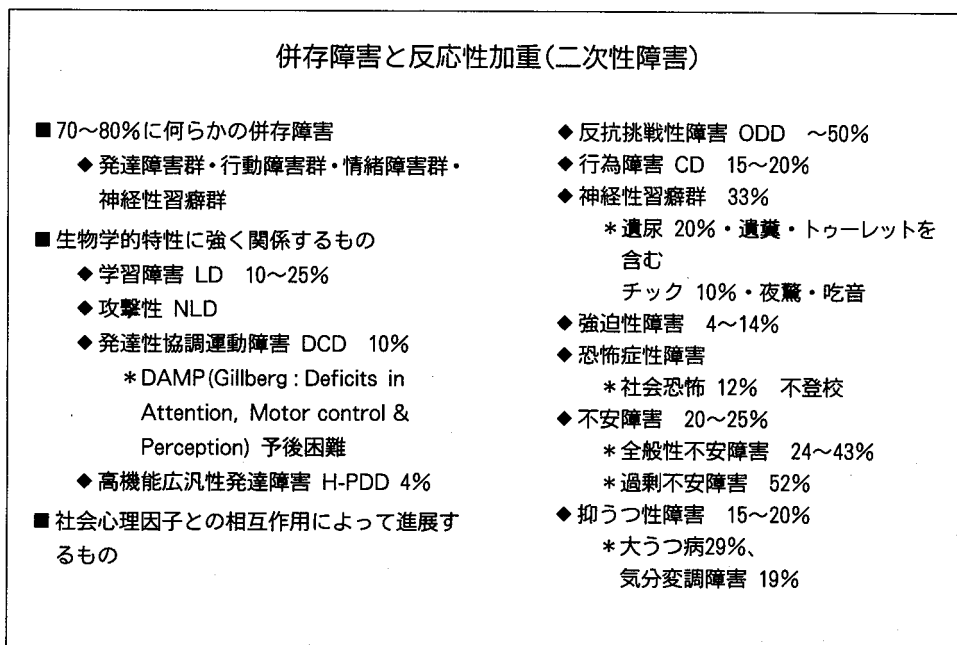 併存障害と反応性加重(二次性障害)
■70～80%に何らかの併存障害
◆発達障害群・行動障害群・情緒障害群・
神経性習癖群
■生物学的特性に強く関係するもの
◆学習障害 LD 10～25%
◆攻撃性 NLD
◆発達性協調運動障害 DCD 10%
＊DAMP(Gillberg : Deficits in
Attention, Motor control &
Perception) 予後困難
◆高機能広汎性発達障害 H-PDD 4%
■社会心理因子との相互作用によって進展す
るもの
◆反抗挑戦性障害 ODD ～50%
◆行為障害 CD 15～20%
◆神経性習癖群 33%
＊遺尿 20%・遺糞・トゥーレットを
含む
チック 10%・夜驚・吃音
◆強迫性障害 4～14%
◆恐怖症性障害
＊社会恐怖 12% 不登校
◆不安障害 20～25%
＊全般性不安障害 24～43%
＊過剰不安障害 52%
◆抑うつ性障害 15～20%
＊大うつ病29%、
気分変調障害 19%